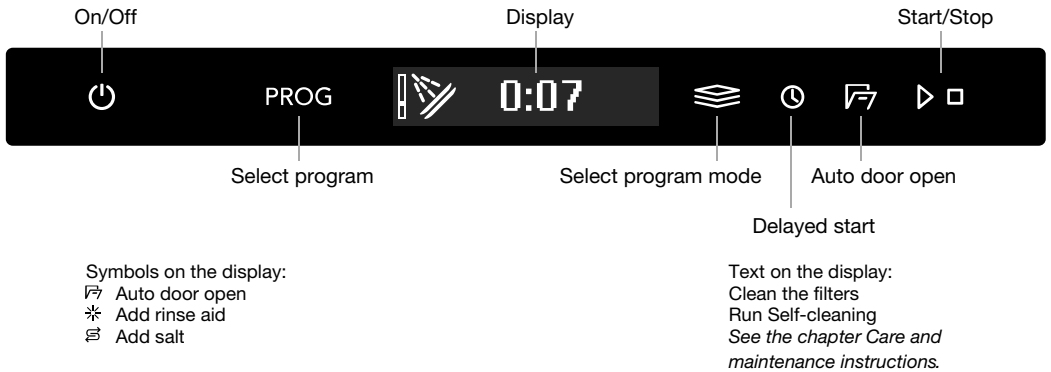 On/Off Display Start/Stop
PROG 0:07
Select program Select program mode Auto door open
Delayed start
Symbols on the display:
Auto door open
Add rinse aid
Add salt
Text on the display:
Clean the filters
Run Self-cleaning
See the chapter Care and
maintenance instructions.